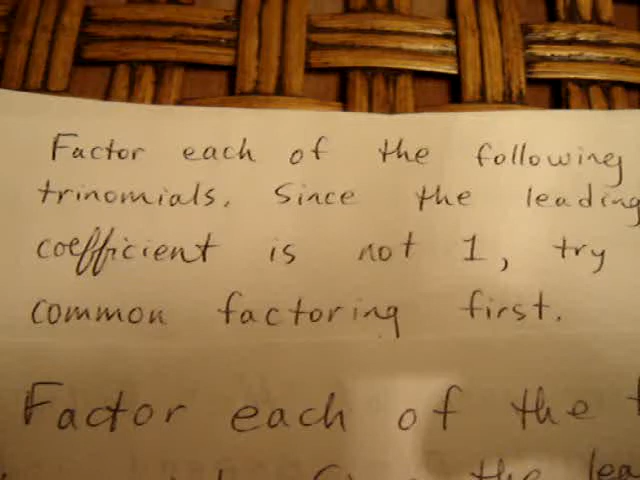 Factor each of the following
trinomials. Since the leading
coefficient is not 1, try
common factoring first.
Factor each of the
the